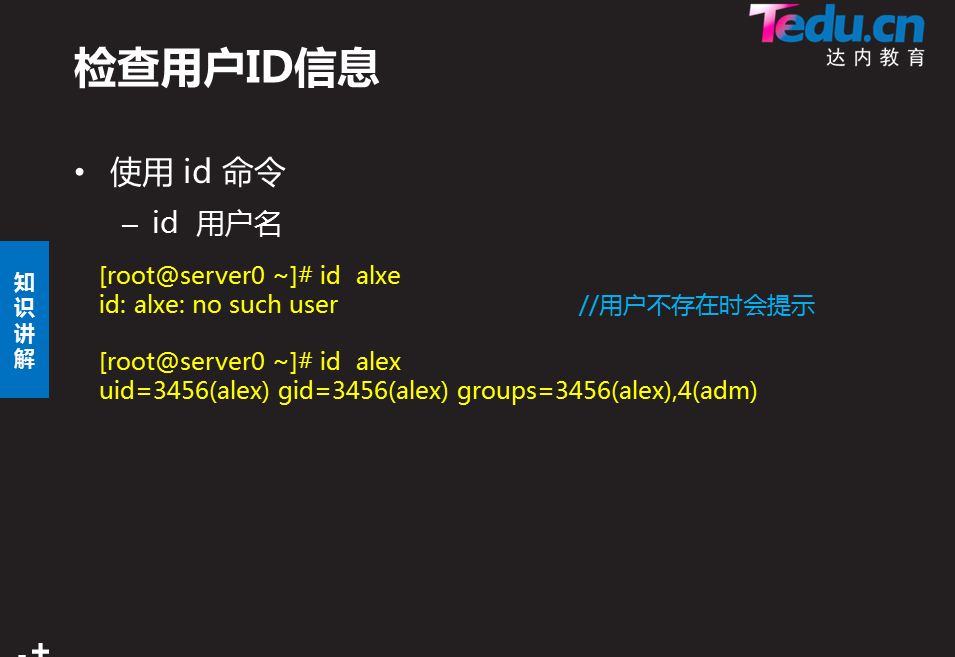 Tedu.cn
达内教育
检查用户ID信息
• 使用 id 命令
– id 用户名
[root@server0 ~]# id alxe
id: alxe: no such user //用户不存在时会提示
[root@server0 ~]# id alex
uid=3456(alex) gid=3456(alex) groups=3456(alex),4(adm)
知识讲解